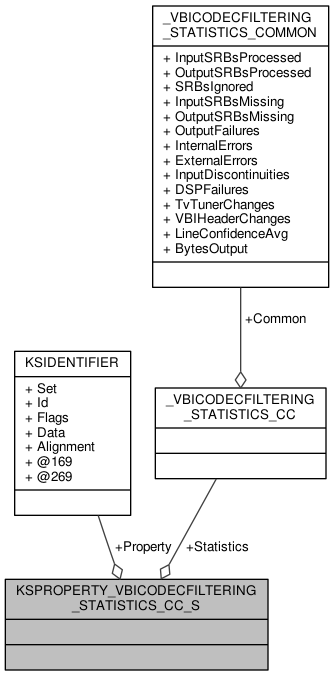 _VBICODECFILTERING
_STATISTICS_COMMON
+ InputSRBsProcessed
+ OutputSRBsProcessed
+ SRBsIgnored
+ InputSRBsMissing
+ OutputSRBsMissing
+ OutputFailures
+ InternalErrors
+ ExternalErrors
+ InputDiscontinuities
+ DSPFailures
+ TvTunerChanges
+ VBIHeaderChanges
+ LineConfidenceAvg
+ BytesOutput
+Common
KSIDENTIFIER
+ Set
+ Id
+ Flags
+ Data
+ Alignment
+ @169
+ @269
_VBICODECFILTERING
_STATISTICS_CC
+Property
+Statistics
KSPROPERTY_VBICODECFILTERING
_STATISTICS_CC_S